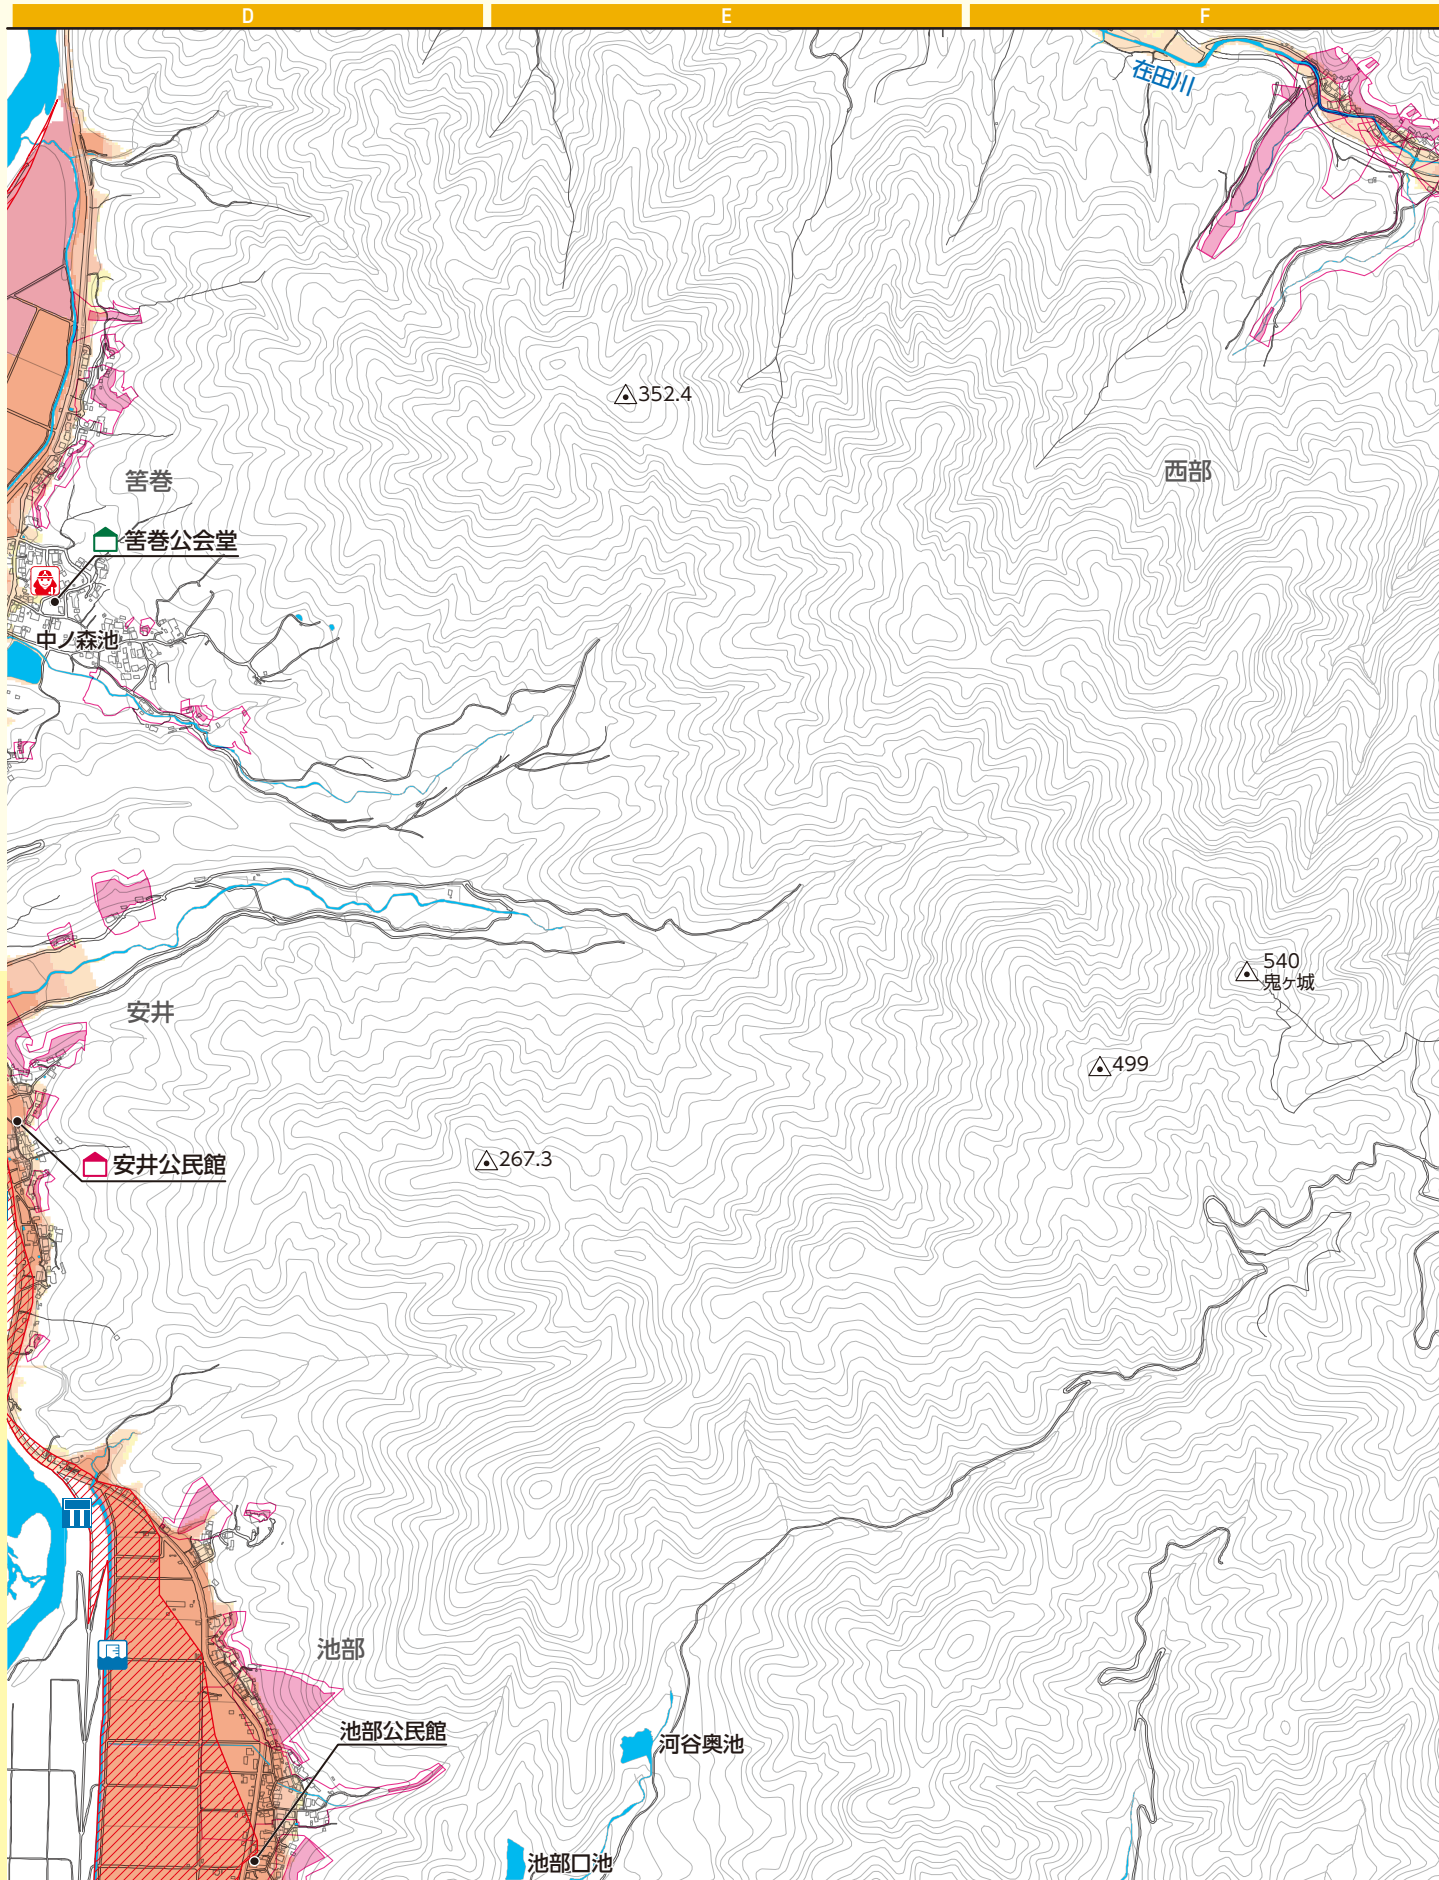 D
E
F
在田川
352.4
筈巻
西部
筈巻公会堂
中ノ森池
540
鬼ヶ城
安井
499
安井公民館
267.3
池部
池部公民館
河谷奥池
池部口池